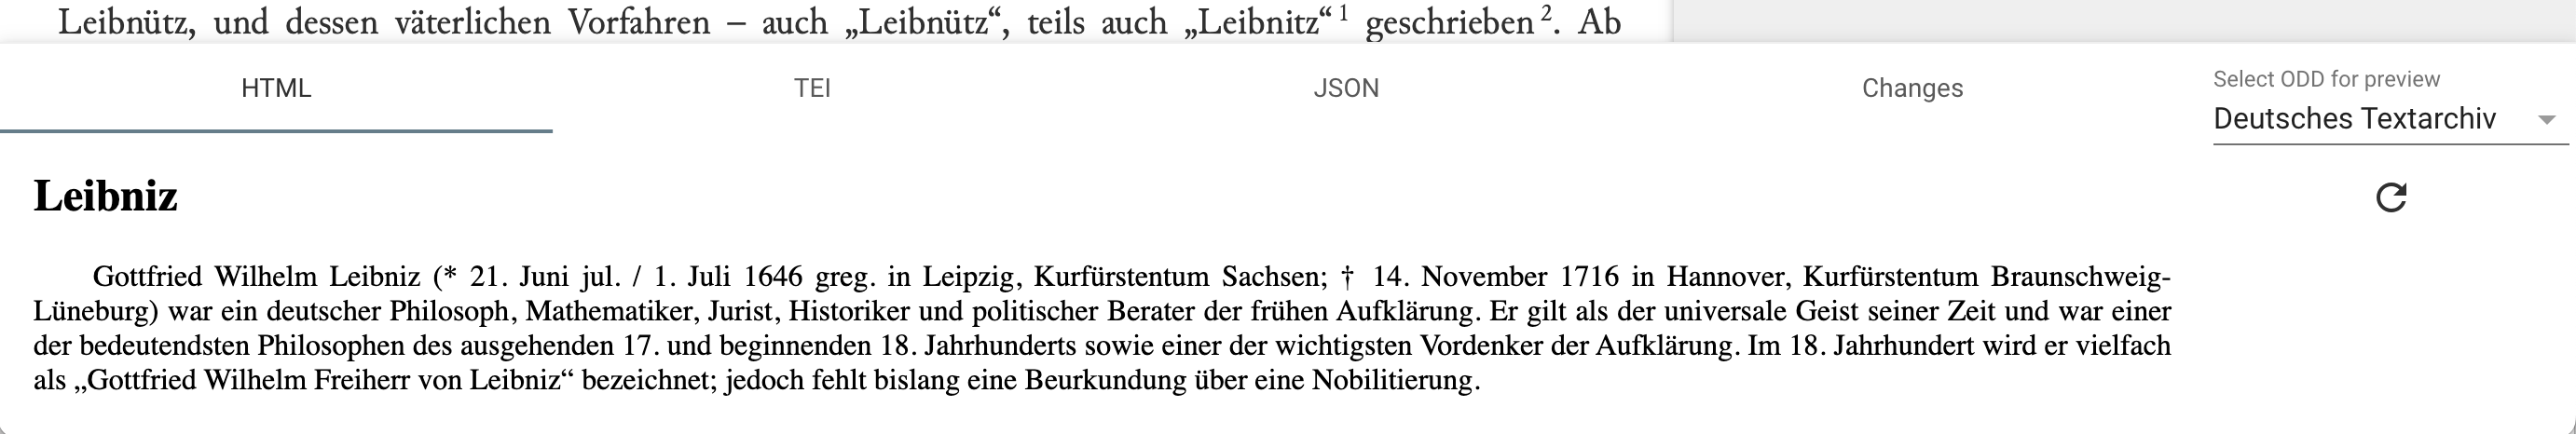 Leibnütz, und dessen väterlichen Vorfahren – auch „Leibnütz“, teils auch „Leibnitz“¹ geschrieben². Ab
HTML
TEI
JSON
Changes
Select ODD for preview
Deutsches Textarchiv
Leibniz
Gottfried Wilhelm Leibniz (* 21. Juni jul. / 1. Juli 1646 greg. in Leipzig, Kurfürstentum Sachsen; † 14. November 1716 in Hannover, Kurfürstentum Braunschweig-
Lüneburg) war ein deutscher Philosoph, Mathematiker, Jurist, Historiker und politischer Berater der frühen Aufklärung. Er gilt als der universale Geist seiner Zeit und war einer
der bedeutendsten Philosophen des ausgehenden 17. und beginnenden 18. Jahrhunderts sowie einer der wichtigsten Vordenker der Aufklärung. Im 18. Jahrhundert wird er vielfach
als „Gottfried Wilhelm Freiherr von Leibniz“ bezeichnet; jedoch fehlt bislang eine Beurkundung über eine Nobilitierung.